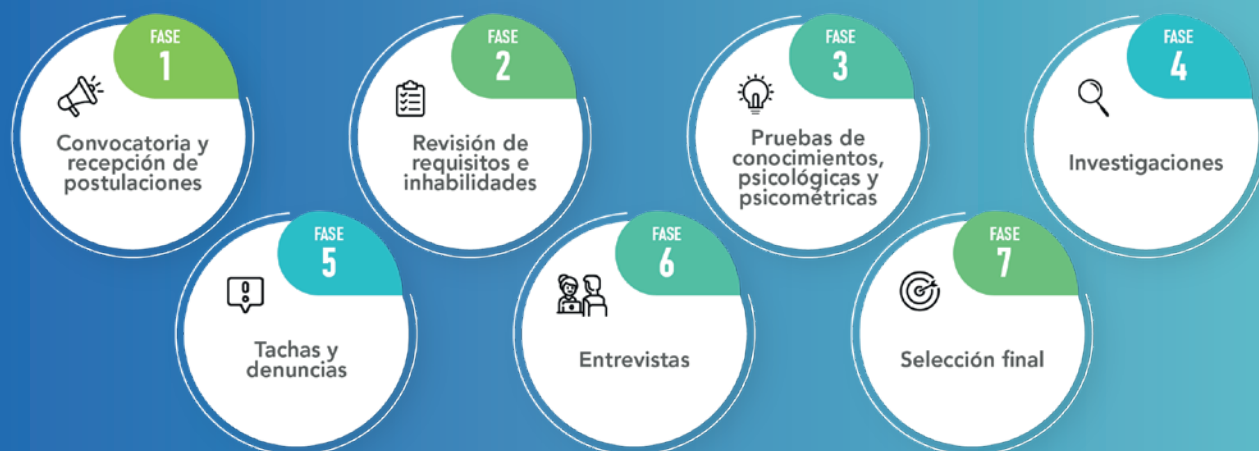 FASE
1
Convocatoria y
recepción de
postulaciones
FASE
2
Revisión de
requisitos e
inhabilidades
FASE
3
Pruebas de
conocimientos,
psicológicas y
psicométricas
FASE
4
Investigaciones
FASE
5
Tachas y
denuncias
FASE
6
Entrevistas
FASE
7
Selección final